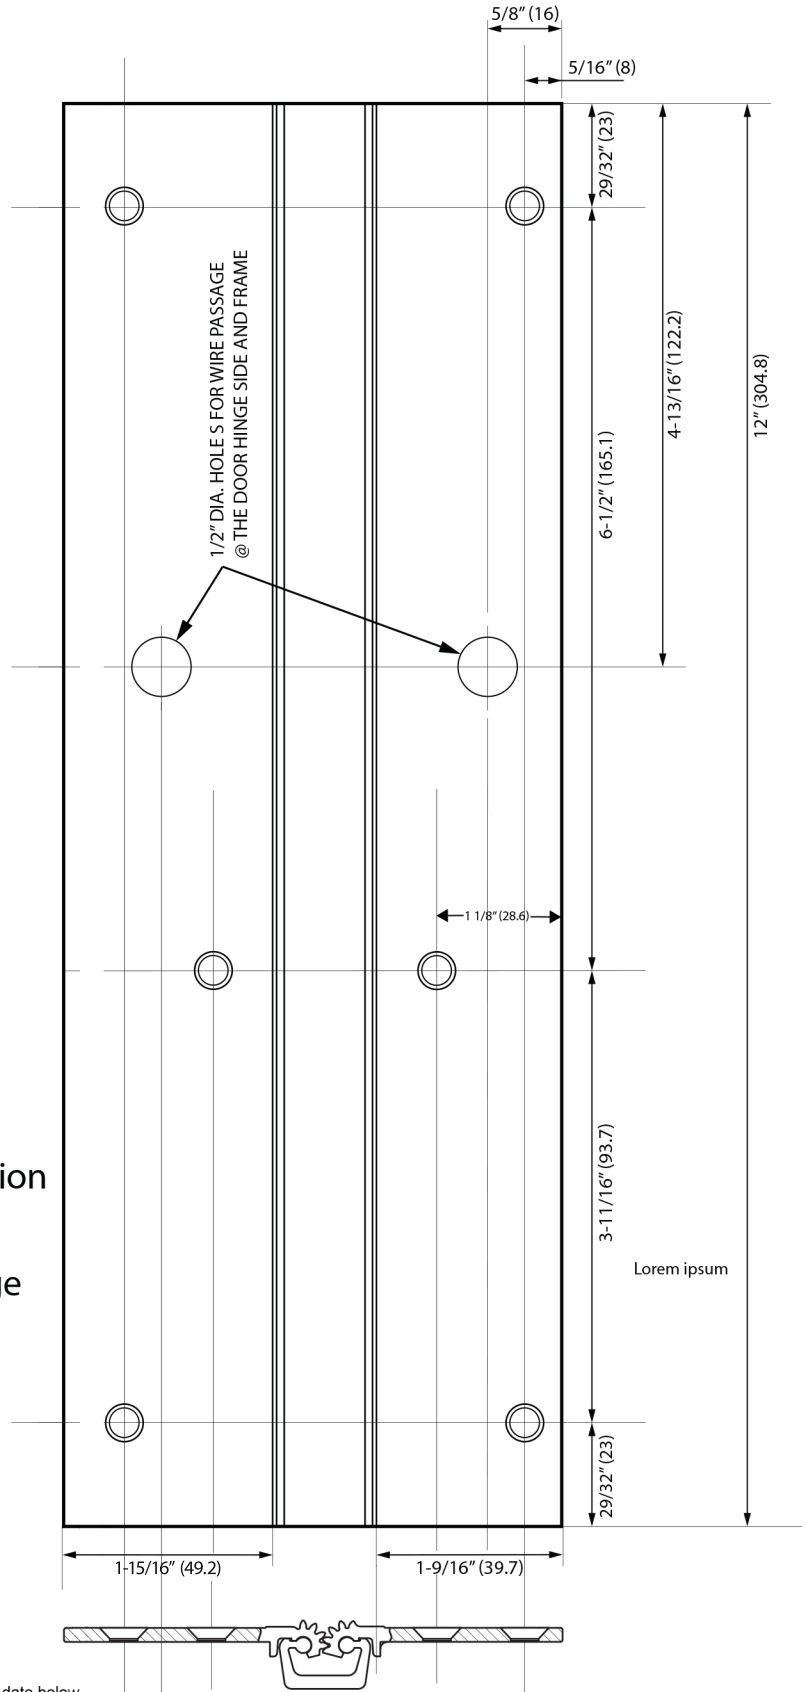 5/8” (16)
5/16” (8)
29/32” (23)
4-13/16” (122.2)
12” (304.8)
1/2” DIA. HOLE S FOR WIRE PASSAGE
@ THE DOOR HINGE SIDE AND FRAME
6-1/2” (165.1)
1 1/8” (28.6)
3-11/16” (93.7)
ion
ge
Lorem ipsum
29/32” (23)
1-15/16” (49.2)
1-9/16” (39.7)
date below